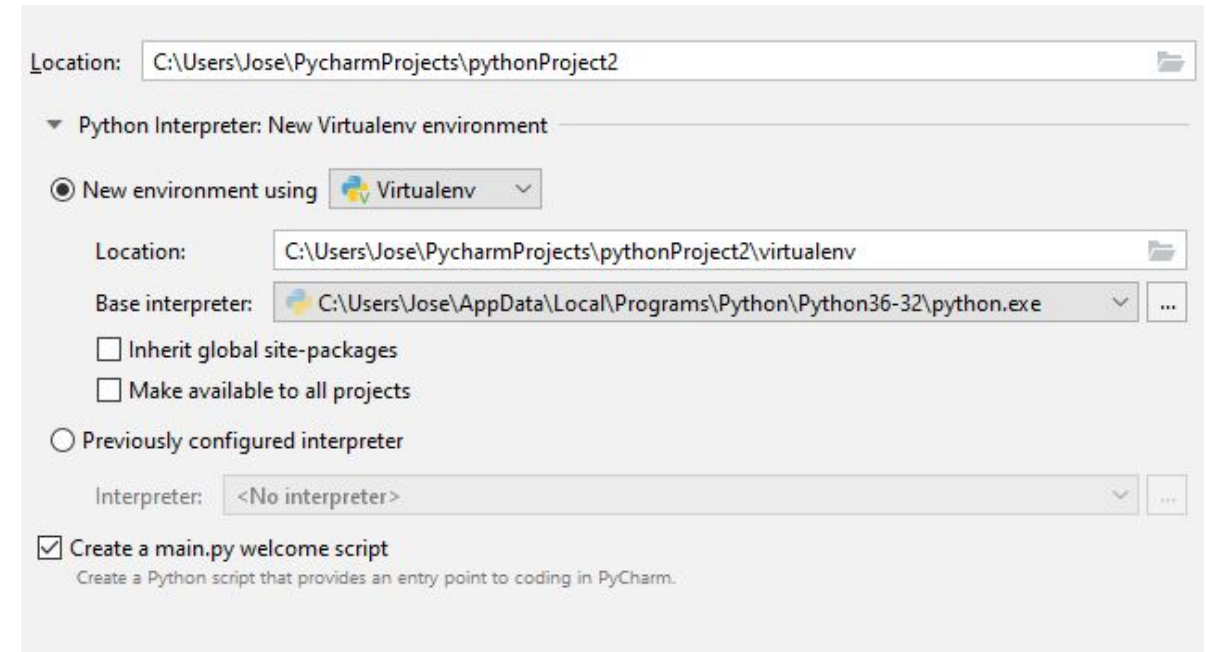 Location: C:\Users\Jose\PycharmProjects\pythonProject2
Python Interpreter: New Virtualenv environment
New environment using Virtualenv
Location: C:\Users\Jose\PycharmProjects\pythonProject2\virtualenv
Base interpreter: C:\Users\Jose\AppData\Local\Programs\Python\Python36-32\python.exe ...
Inherit global site-packages
Make available to all projects
Previously configured interpreter
Interpreter: <No interpreter> ...
Create a main.py welcome script
Create a Python script that provides an entry point to coding in PyCharm.